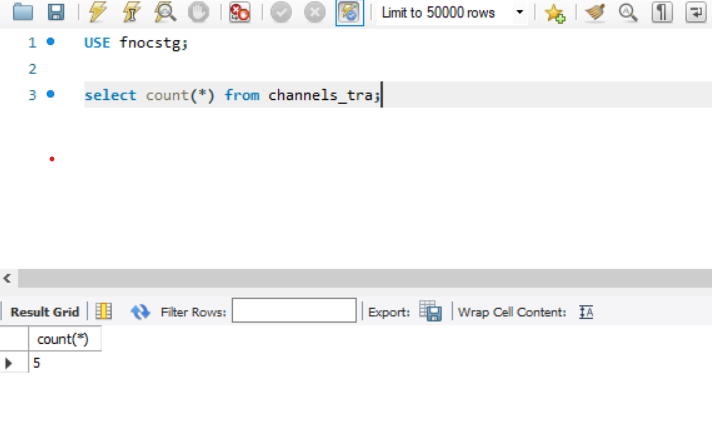 Limit to 50000 rows
1 USE fnocstg;
2
3 select count(*) from channels_tra;
Result Grid Filter Rows: Export: Wrap Cell Content: IA
count(*)
5